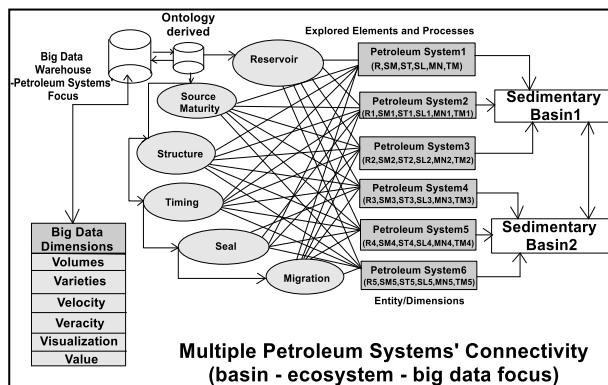 Big Data
Warehouse
-Petroleum Systems'
Focus
Ontology
derived
Explored Elements and Processes
Reservoir
Source
Maturity
Structure
Timing
Seal
Migration
Petroleum System1
(R,SM,ST,SL,MN,TM)
Petroleum System2
(R1,SM1,ST1,SL1,MN1,TM1)
Petroleum System3
(R2,SM2,ST2,SL2,MN2,TM2)
Petroleum System4
(R3,SM3,ST3,SL3,MN3,TM3)
Petroleum System5
(R4,SM4,ST4,SL4,MN4,TM4)
Petroleum System6
(R5,SM5,ST5,SL5,MN5,TM5)
Entity/Dimensions
Sedimentary
Basin1
Sedimentary
Basin2
Big Data
Dimensions
Volumes
Varieties
Velocity
Veracity
Visualization
Value
Multiple Petroleum Systems' Connectivity
(basin - ecosystem - big data focus)